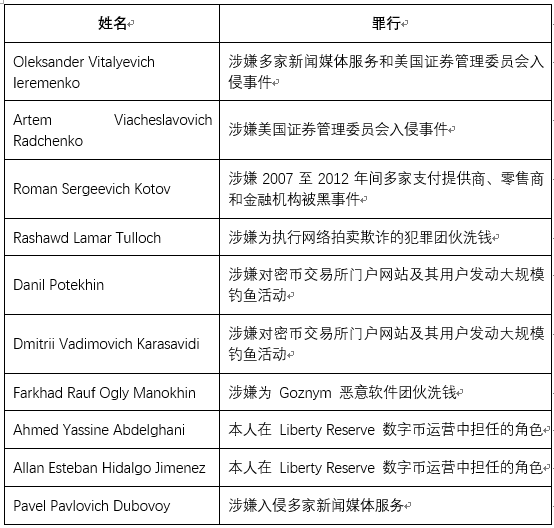 姓名
罪行
Oleksander Vitalyevich
Ieremenko
涉嫌多家新闻媒体服务和美国证券管理委员会入
侵事件
Artem Viacheslavovich
Radchenko
涉嫌美国证券管理委员会入侵事件
Roman Sergeevich Kotov
涉嫌 2007 至 2012 年间多家支付提供商、零售商
和金融机构被黑事件
Rashawd Lamar Tulloch
涉嫌为执行网络拍卖欺诈的犯罪团伙洗钱
Danil Potekhin
涉嫌对密币交易所门户网站及其用户发动大规模
钓鱼活动
Dmitrii Vadimovich Karasavidi
涉嫌对密币交易所门户网站及其用户发动大规模
钓鱼活动
Farkhad Rauf Ogly Manokhin
涉嫌为 Goznym 恶意软件团伙洗钱
Ahmed Yassine Abdelghani
本人在 Liberty Reserve 数字币运营中担任的角色
Allan Esteban Hidalgo Jimenez
本人在 Liberty Reserve 数字币运营中担任的角色
Pavel Pavlovich Dubovoy
涉嫌入侵多家新闻媒体服务